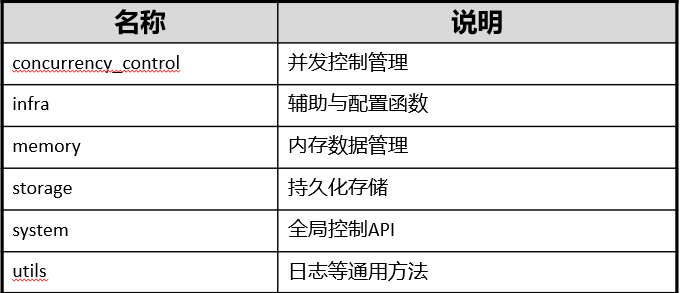 名称 说明
concurrency_control 并发控制管理
infra 辅助与配置函数
memory 内存数据管理
storage 持久化存储
system 全局控制API
utils 日志等通用方法